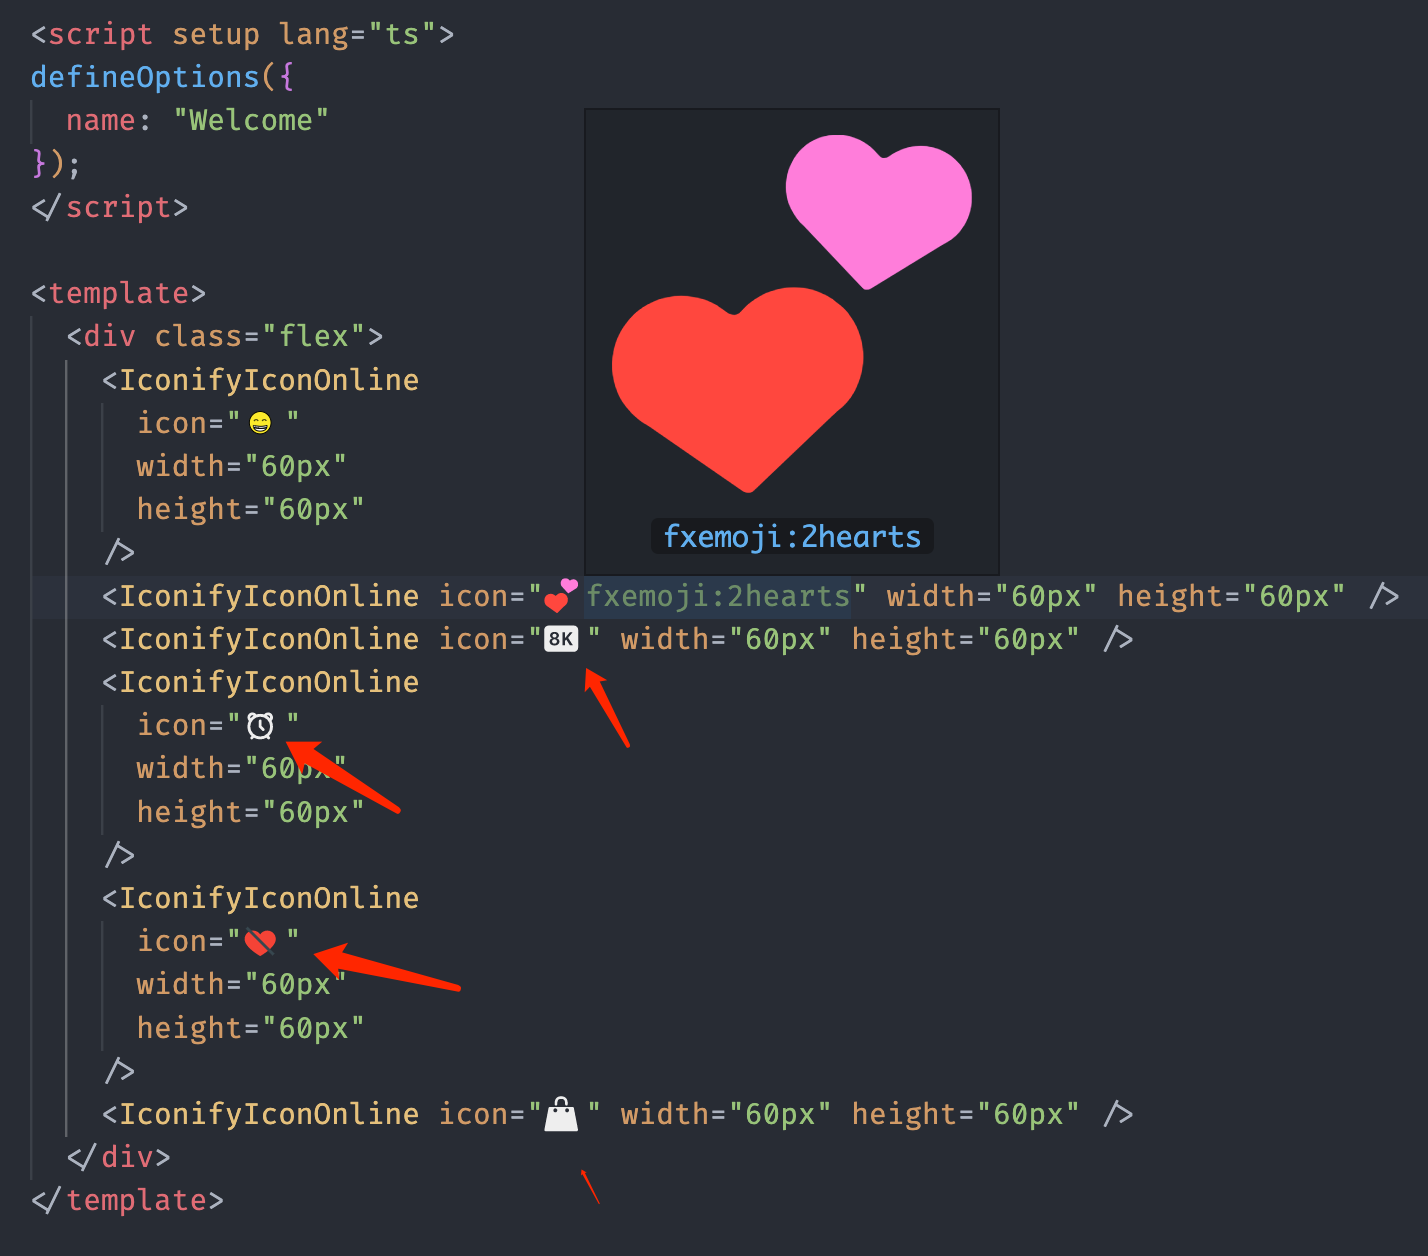 <script setup lang="ts">
defineOptions({
  name: "Welcome"
});
</script>
<template>
  <div class="flex">
    <IconifyIconOnline
      icon="😁 "
      width="60px"
      height="60px"
    />
fxemoji:2hearts
    <IconifyIconOnline icon="💕fxemoji:2hearts" width="60px" height="60px" />
    <IconifyIconOnline icon="8K " width="60px" height="60px" />
    <IconifyIconOnline
      icon=" "
      width="60px"
      height="60px"
    />
    <IconifyIconOnline
      icon=" "
      width="60px"
      height="60px"
    />
    <IconifyIconOnline icon=" " width="60px" height="60px" />
  </div>
</template>